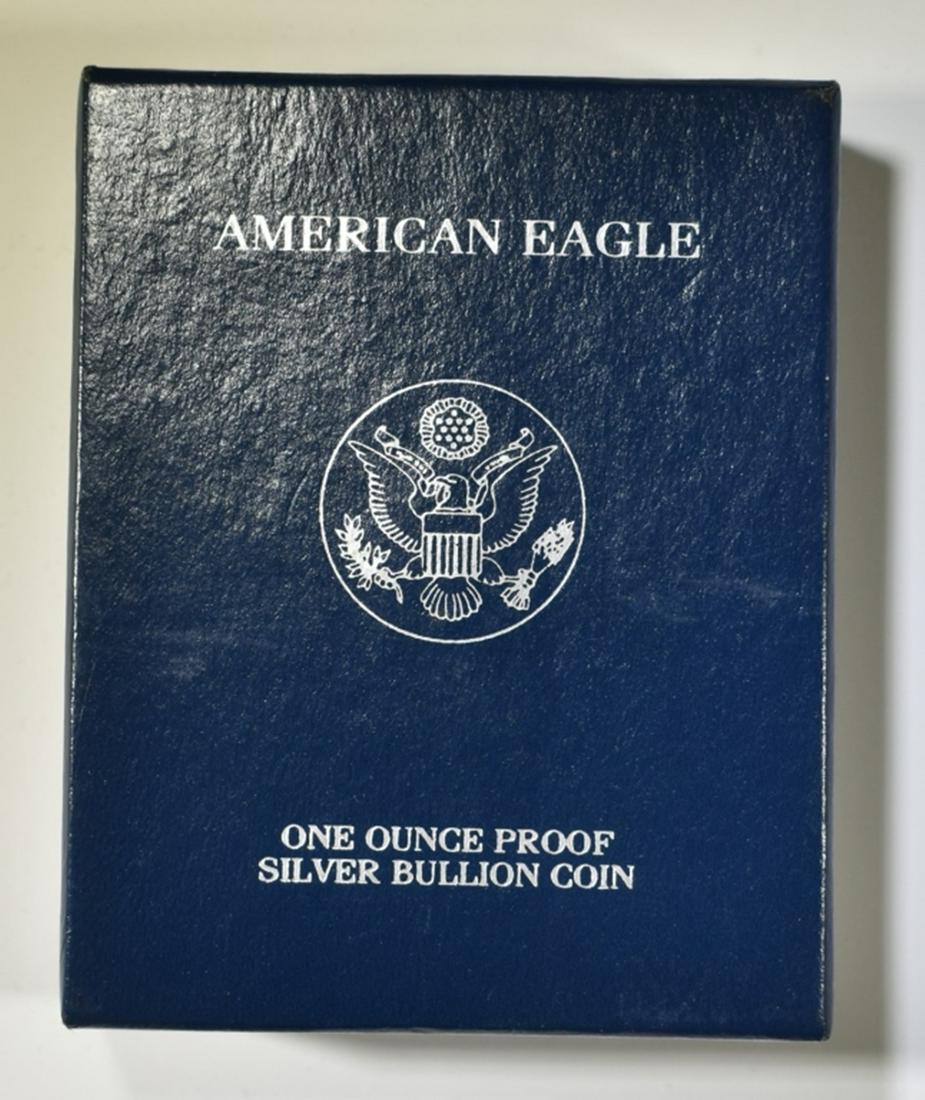 AMERICAN EAGLE
ONE OUNCE PROOF
SILVER BULLION COIN